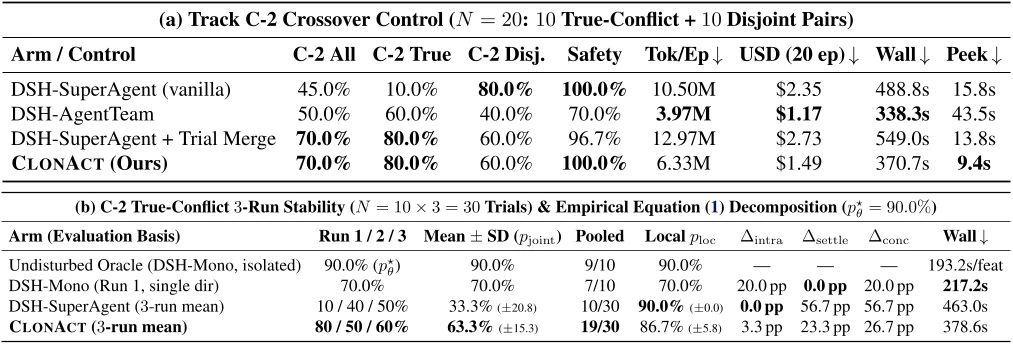 (a) Track C-2 Crossover Control (N = 20: 10 True-Conflict + 10 Disjoint Pairs)
Arm / Control C-2 All C-2 True C-2 Disj. Safety Tok/Ep↓ USD (20 ep)↓ Wall↓ Peek↓
DSH-SuperAgent (vanilla) 45.0% 10.0% 80.0% 100.0% 10.50M $2.35 488.8s 15.8s
DSH-AgentTeam 50.0% 60.0% 40.0% 70.0% 3.97M $1.17 338.3s 43.5s
DSH-SuperAgent + Trial Merge 70.0% 80.0% 60.0% 96.7% 12.97M $2.73 549.0s 13.8s
CLONACT (Ours) 70.0% 80.0% 60.0% 100.0% 6.33M $1.49 370.7s 9.4s
(b) C-2 True-Conflict 3-Run Stability (N = 10 × 3 = 30 Trials) & Empirical Equation (1) Decomposition (p⋆θ = 90.0%)
Arm (Evaluation Basis) Run 1 / 2 / 3 Mean ± SD (pjoint) Pooled Local ploc Δintra Δsettle Δconc Wall↓
Undisturbed Oracle (DSH-Mono, isolated) 90.0% (p⋆θ) 90.0% 9/10 90.0% — — — 193.2s/feat
DSH-Mono (Run 1, single dir) 70.0% 70.0% 7/10 70.0% 20.0 pp 0.0 pp 20.0 pp 217.2s
DSH-SuperAgent (3-run mean) 10 / 40 / 50% 33.3% (±20.8) 10/30 90.0% (±0.0) 0.0 pp 56.7 pp 56.7 pp 463.0s
CLONACT (3-run mean) 80 / 50 / 60% 63.3% (±15.3) 19/30 86.7% (±5.8) 3.3 pp 23.3 pp 26.7 pp 378.6s